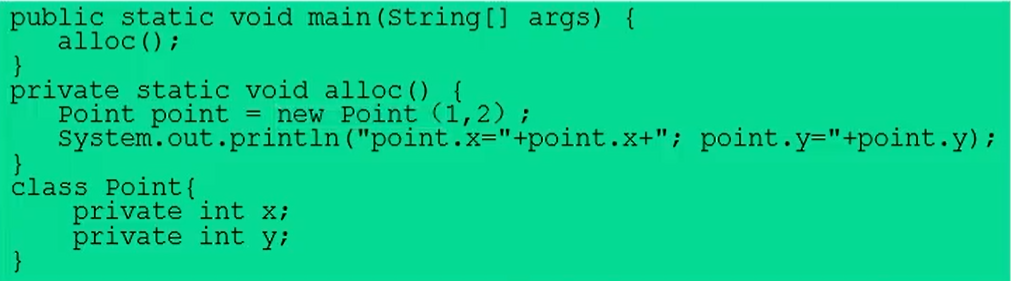 public static void main(String[] args) {
   alloc();
}
private static void alloc() {
   Point point = new Point（1,2）;
   System.out.println("point.x="+point.x+"; point.y="+point.y);
}
class Point{
    private int x;
    private int y;
}